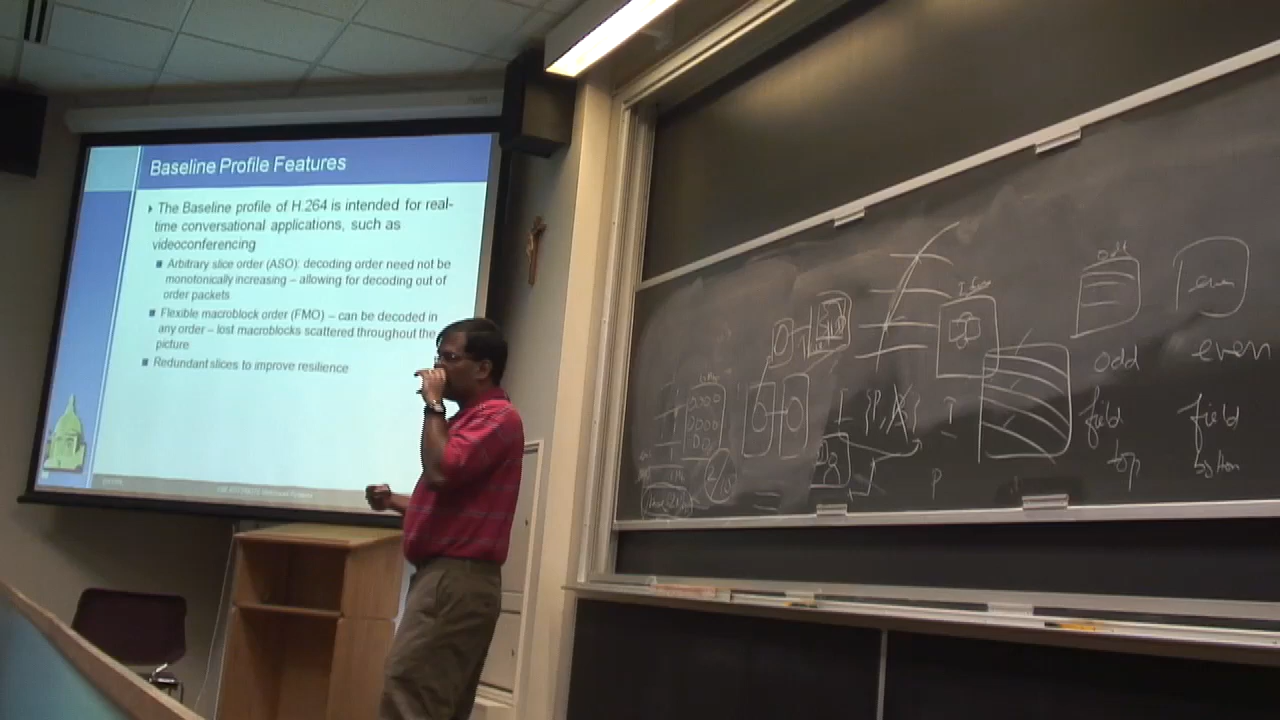 Baseline Profile Features
The Baseline profile of H.264 is intended for real-
time conversational applications, such as
videoconferencing
Arbitrary slice order (ASO): decoding order need not be
monotonically increasing – allowing for decoding out of
order packets
Flexible macroblock order (FMO) – can be decoded in
any order – lost macroblocks scattered throughout the
picture
Redundant slices to improve resilience
odd
even
odd
even
field
field
top
I
P